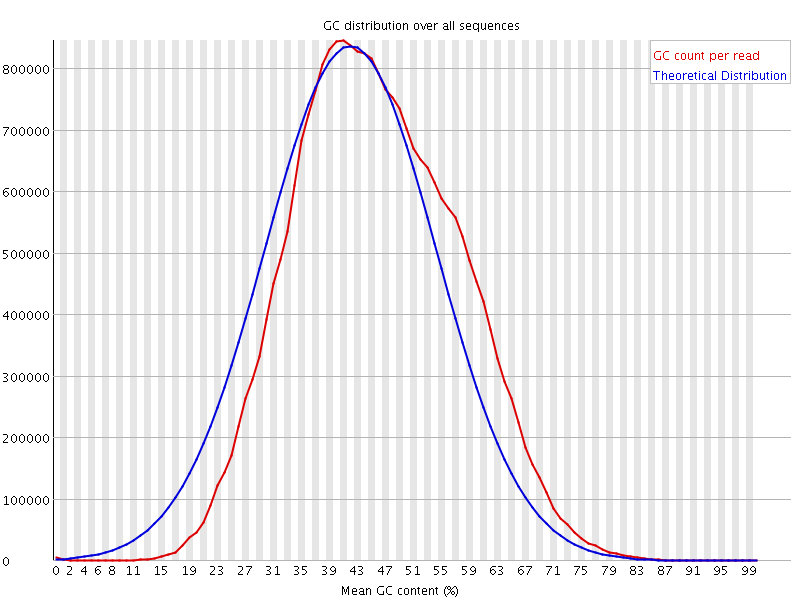 GC distribution over all sequences
GC count per read
Theoretical Distribution
800000
700000
600000
500000
400000
300000
200000
100000
0
0 2 4 6 8 11 15 19 23 27 31 35 39 43 47 51 55 59 63 67 71 75 79 83 87 91 95 99
Mean GC content (%)